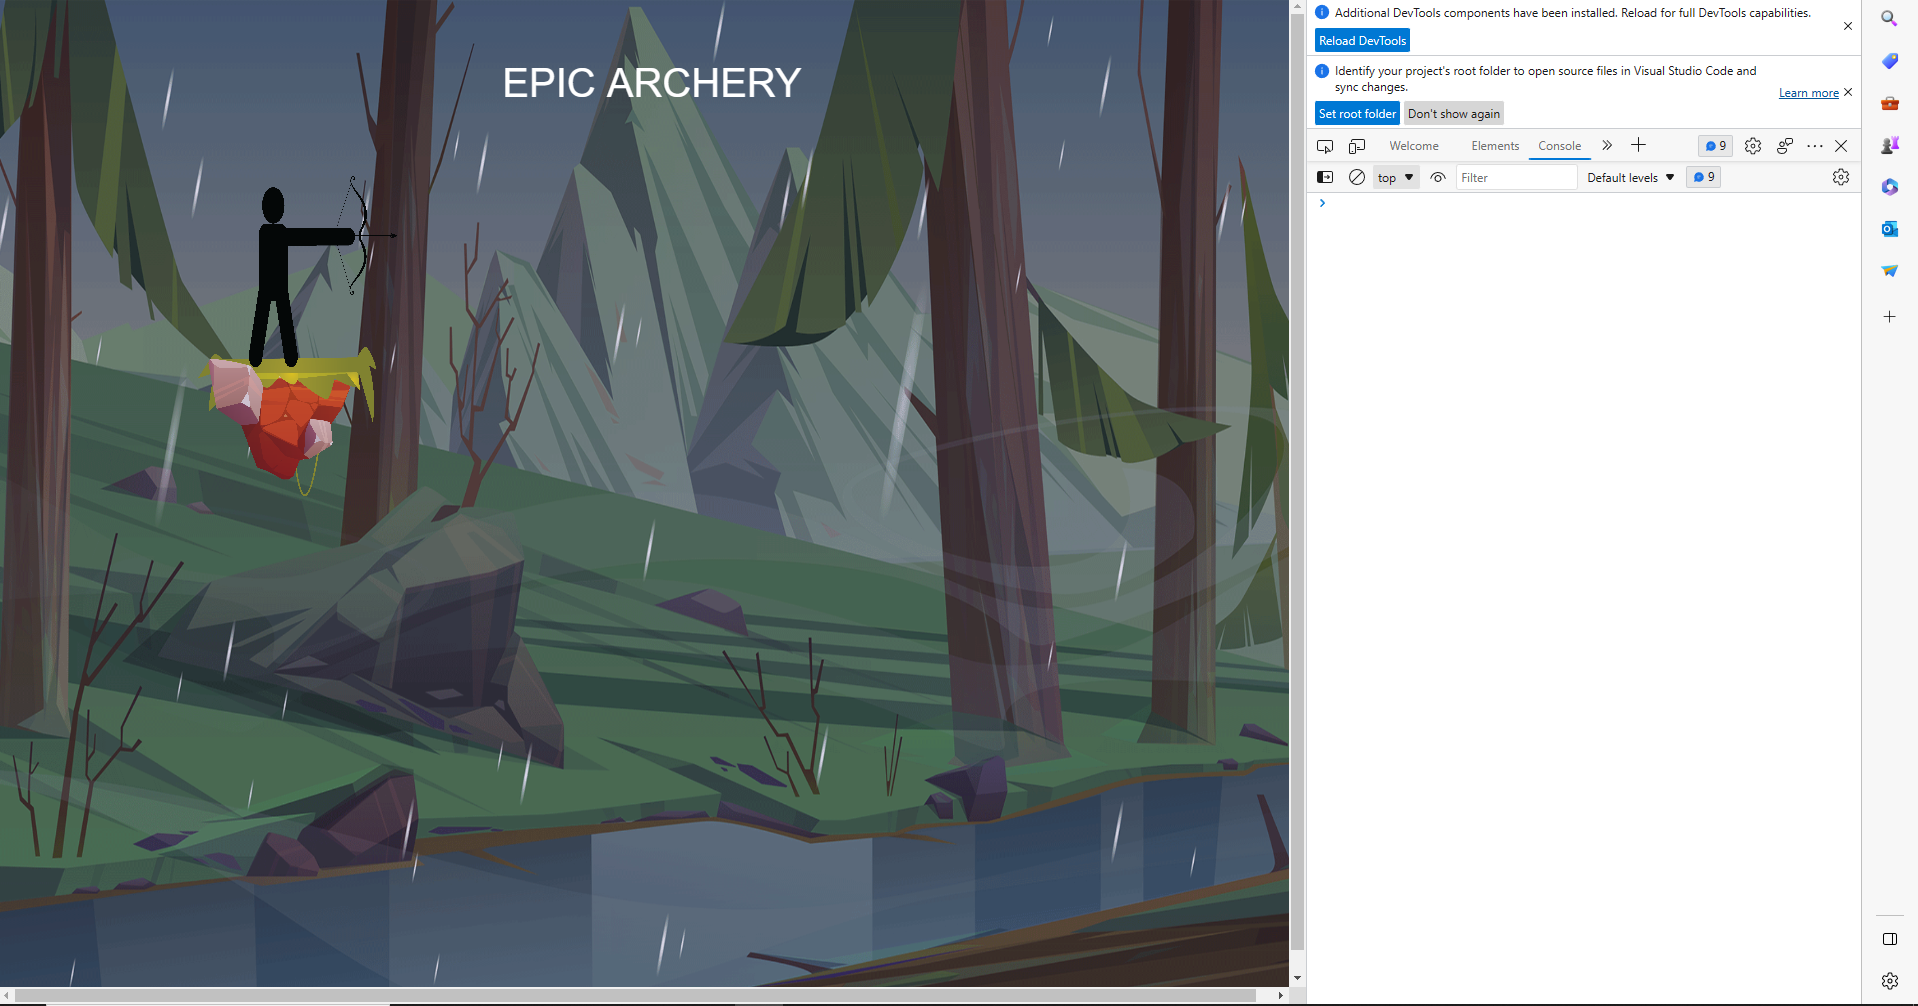 EPIC ARCHERY
Additional DevTools components have been installed. Reload for full DevTools capabilities.
Reload DevTools
Identify your project's root folder to open source files in Visual Studio Code and
sync changes.
Learn more
Set root folder Don't show again
Welcome Elements Console 9
top Filter Default levels 9